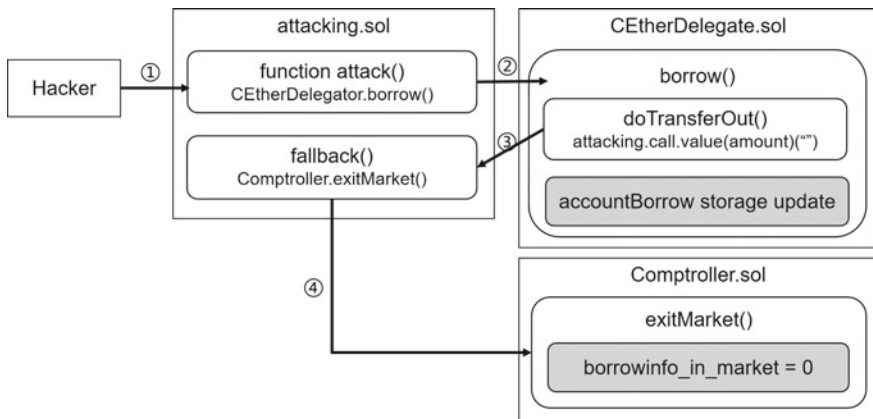 attacking.sol
CEtherDelegate.sol
Hacker
①
function attack()
CEtherDelegator.borrow()
②
borrow()
doTransferOut()
attacking.call.value(amount)(“”)
③
fallback()
Comptroller.exitMarket()
accountBorrow storage update
④
Comptroller.sol
exitMarket()
borrowinfo_in_market = 0